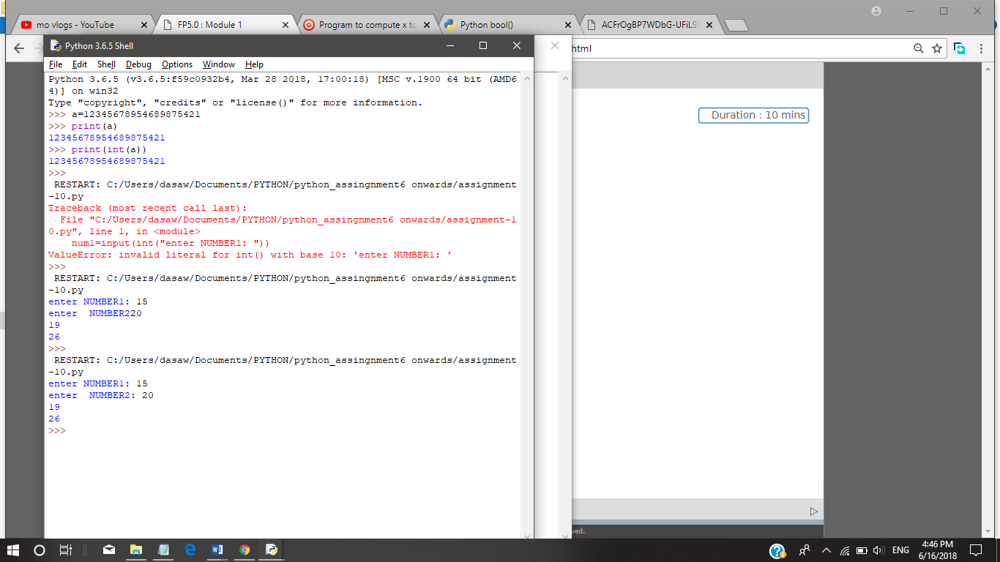 mo vlogs - YouTube
FP5.0 : Module 1
Program to compute x to
Python bool()
ACFrOgBP7WDbG-UFiLS
html
Python 3.6.5 Shell
File Edit Shell Debug Options Window Help
Python 3.6.5 (v3.6.5:f59c0932b4, Mar 28 2018, 17:00:18) [MSC v.1900 64 bit (AMD6
4)] on win32
Type "copyright", "credits" or "license()" for more information.
>>> a=12345678954689875421
>>> print(a)
12345678954689875421
>>> print(int(a))
12345678954689875421
>>>
RESTART: C:/Users/dasaw/Documents/PYTHON/python_assingnment6 onwards/assignment
-10.py
Traceback (most recent call last):
File "C:/Users/dasaw/Documents/PYTHON/python_assingnment6 onwards/assignment-1
0.py", line 1, in <module>
num1=input(int("enter NUMBER1: "))
ValueError: invalid literal for int() with base 10: 'enter NUMBER1: '
>>>
RESTART: C:/Users/dasaw/Documents/PYTHON/python_assingnment6 onwards/assignment
-10.py
enter NUMBER1: 15
enter  NUMBER220
19
26
>>>
RESTART: C:/Users/dasaw/Documents/PYTHON/python_assingnment6 onwards/assignment
-10.py
enter NUMBER1: 15
enter  NUMBER2: 20
19
26
>>>
Duration : 10 mins
ved.
ENG
4:46 PM
6/16/2018